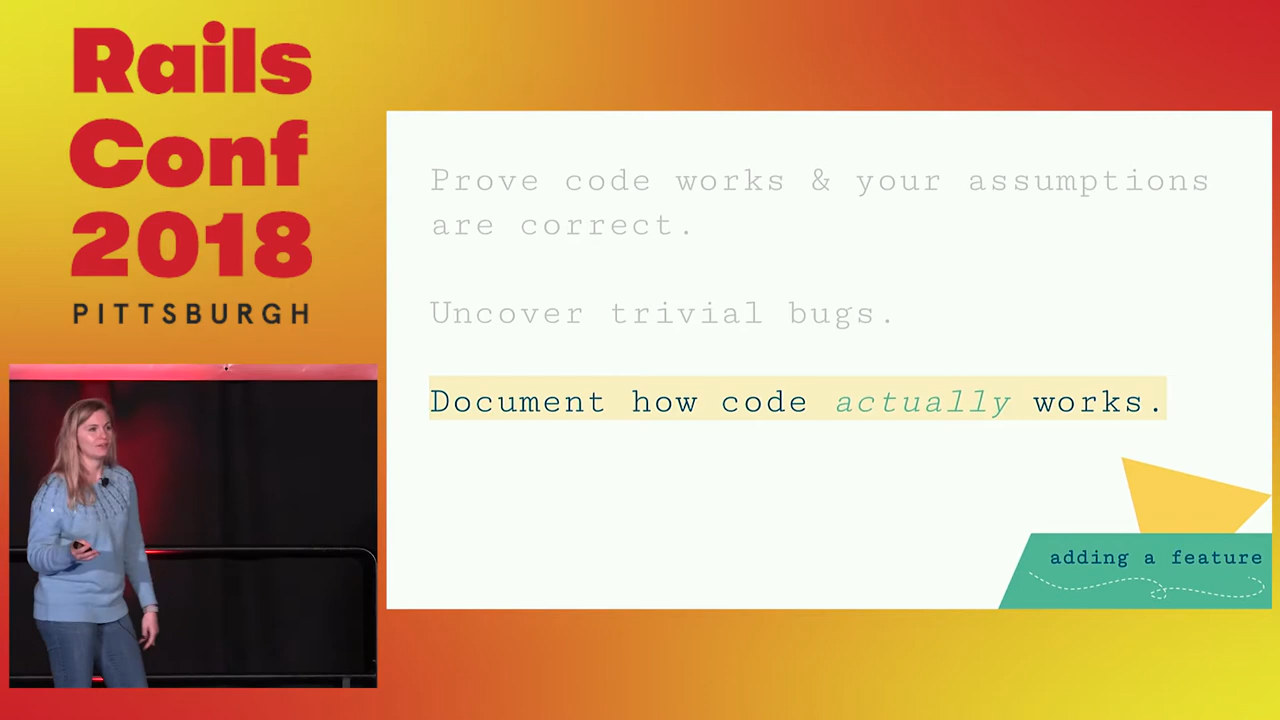 Rails
Conf
2018
PITTSBURGH
Prove code works & your assumptions
are correct.
Uncover trivial bugs.
Document how code actually works.
adding a feature